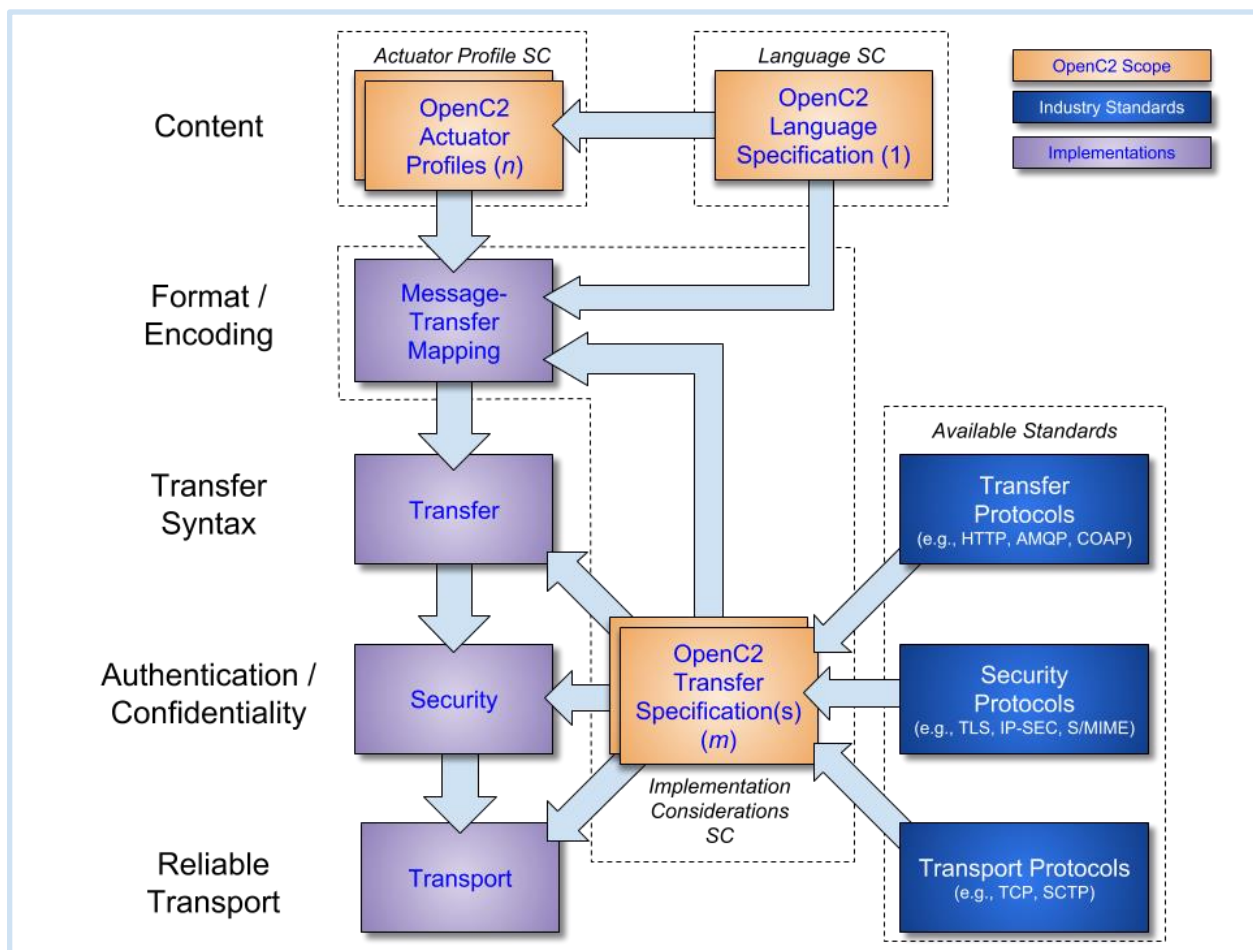 Actuator Profile SC
Language SC
OpenC2 Scope
Industry Standards
Implementations
Content
OpenC2
Actuator
Profiles (n)
OpenC2
Language
Specification (1)
Format /
Encoding
Message-
Transfer
Mapping
Available Standards
Transfer
Syntax
Transfer
Transfer
Protocols
(e.g., HTTP, AMQP, COAP)
Authentication /
Confidentiality
Security
OpenC2
Transfer
Specification(s)
(m)
Security
Protocols
(e.g., TLS, IP-SEC, S/MIME)
Implementation
Considerations
SC
Reliable
Transport
Transport
Transport Protocols
(e.g., TCP, SCTP)